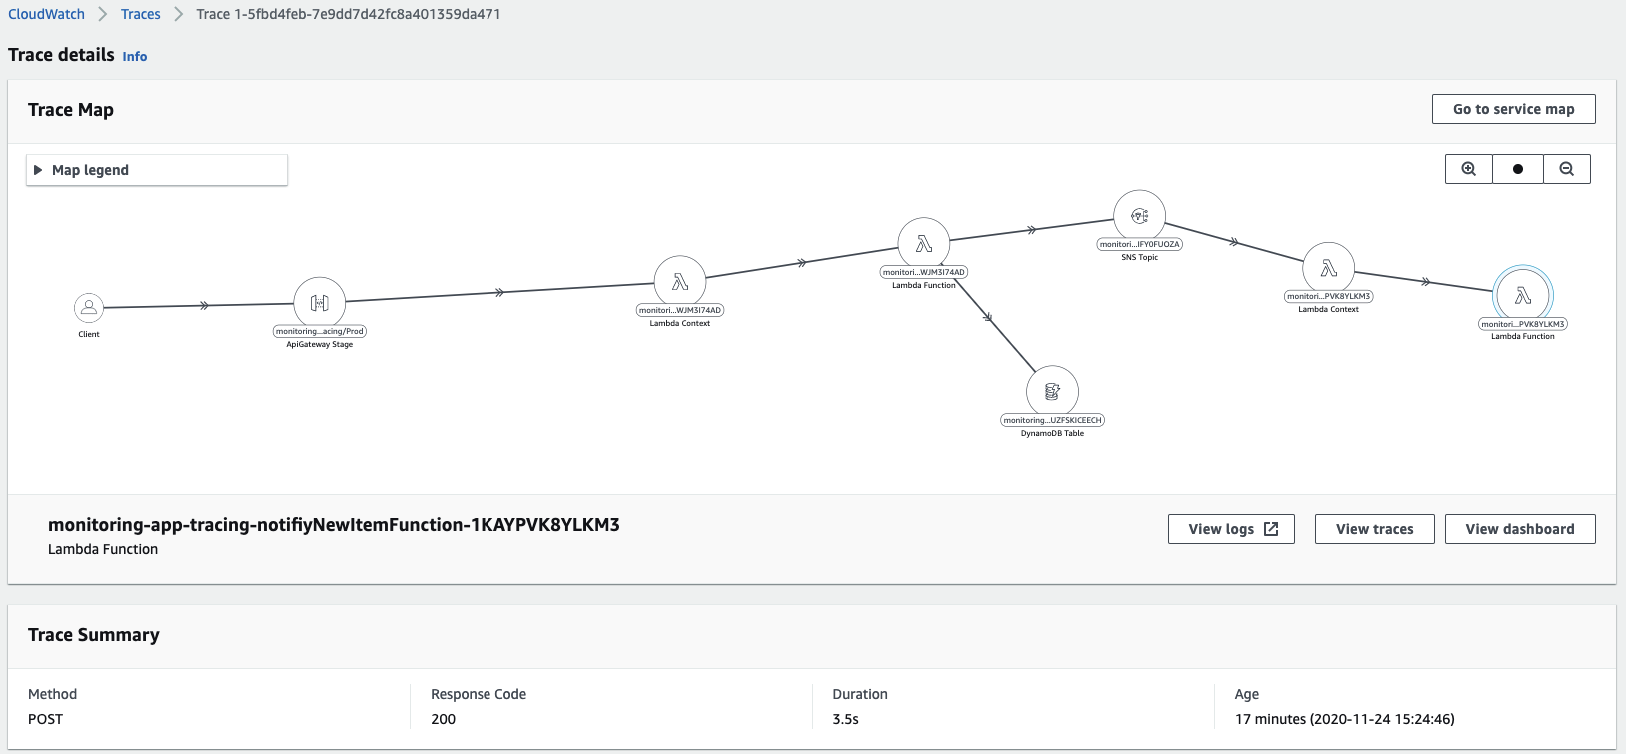 CloudWatch > Traces > Trace 1-5fbd4feb-7e9dd7d42fc8a401359da471
Trace details Info
Trace Map
Go to service map
Map legend
Client
monitoring...acing/Prod
ApiGateway Stage
monitori...WJM3I74AD
Lambda Context
monitori...WJM3I74AD
Lambda Function
monitori...IFY0FUOZA
SNS Topic
monitoring...UZFSKICEECH
DynamoDB Table
monitori...PVK8YLKM3
Lambda Context
monitori...PVK8YLKM3
Lambda Function
monitoring-app-tracing-notifiyNewItemFunction-1KAYPVK8YLKM3
Lambda Function
View logs
View traces
View dashboard
Trace Summary
Method
POST
Response Code
200
Duration
3.5s
Age
17 minutes (2020-11-24 15:24:46)